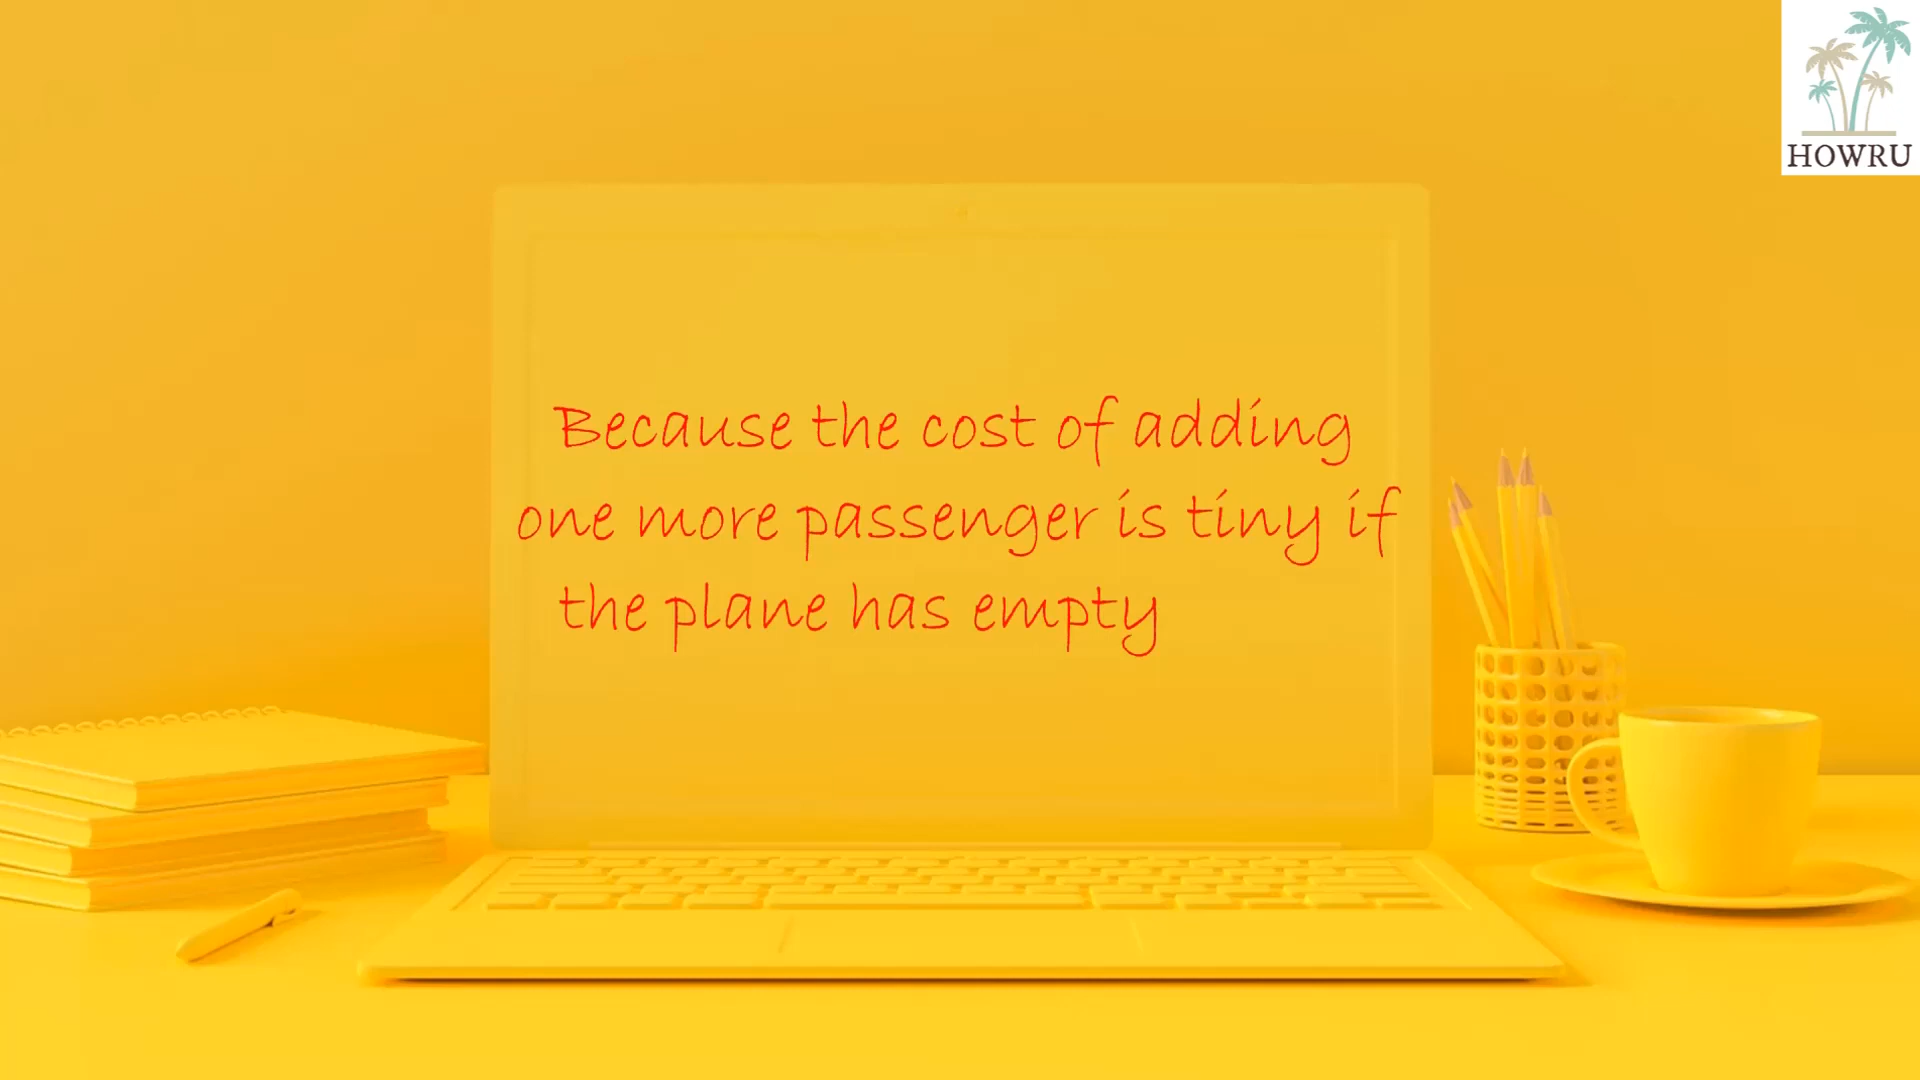 HOWRU
Because the cost of adding
one more passenger is tiny if
the plane has empty